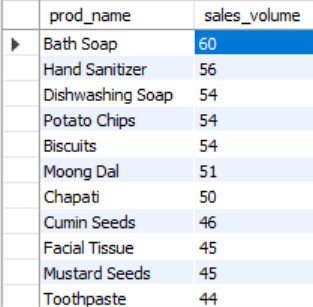 prod_name sales_volume
Bath Soap 60
Hand Sanitizer 56
Dishwashing Soap 54
Potato Chips 54
Biscuits 54
Moong Dal 51
Chapati 50
Cumin Seeds 46
Facial Tissue 45
Mustard Seeds 45
Toothpaste 44